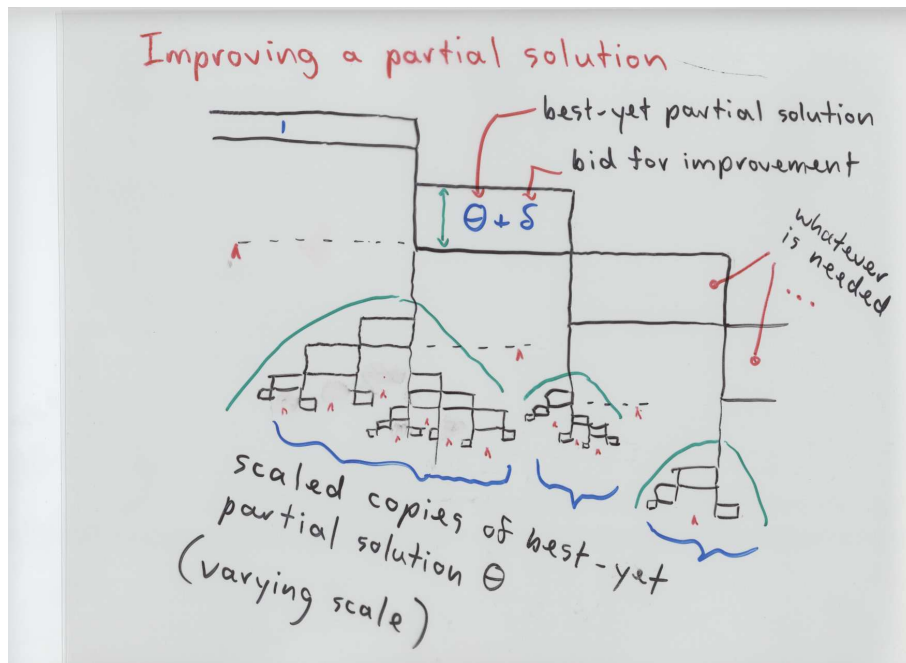 Improving a partial solution
best-yet partial solution
1
bid for improvement
θ + δ
whatever
is needed
...
scaled copies of best-yet
partial solution θ
(varying scale)